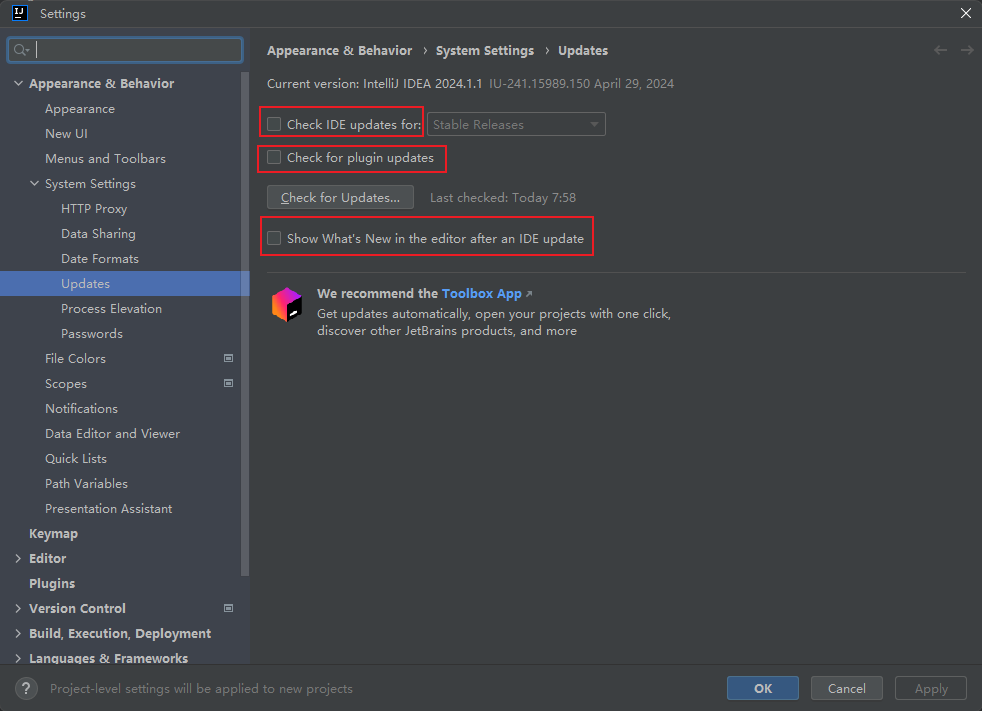 IJ
Settings
Appearance & Behavior
Appearance
New UI
Menus and Toolbars
System Settings
HTTP Proxy
Data Sharing
Date Formats
Updates
Process Elevation
Passwords
File Colors
Scopes
Notifications
Data Editor and Viewer
Quick Lists
Path Variables
Presentation Assistant
Keymap
Editor
Plugins
Version Control
Build, Execution, Deployment
Languages & Frameworks
Appearance & Behavior › System Settings › Updates
Current version: IntelliJ IDEA 2024.1.1 IU-241.15989.150 April 29, 2024
Check IDE updates for: Stable Releases
Check for plugin updates
Check for Updates... Last checked: Today 7:58
Show What's New in the editor after an IDE update
We recommend the Toolbox App ↗
Get updates automatically, open your projects with one click,
discover other JetBrains products, and more
? Project-level settings will be applied to new projects
OK Cancel Apply